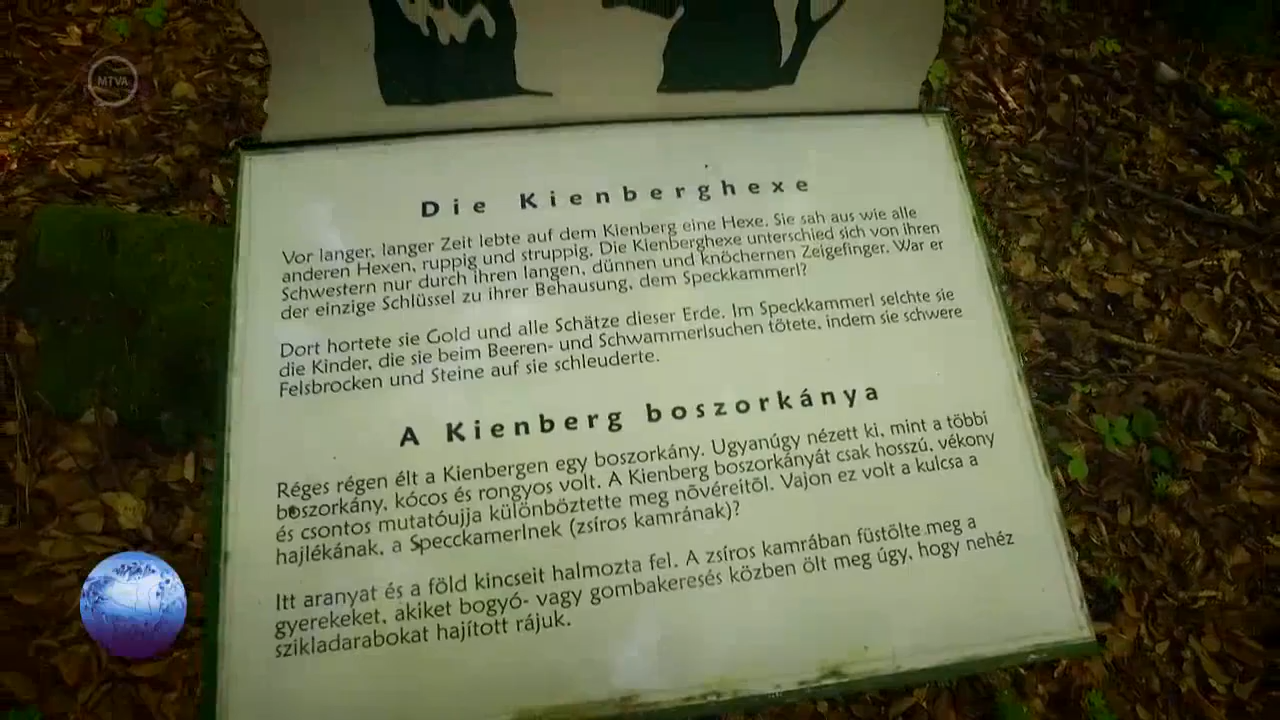 MTVA
Die Kienberghexe
Vor langer, langer Zeit lebte auf dem Kienberg eine Hexe. Sie sah aus wie alle
anderen Hexen, ruppig und struppig. Die Kienberghexe unterschied sich von ihren
Schwestern nur durch ihren langen, dünnen und knöchernen Zeigefinger. War er
der einzige Schlüssel zu ihrer Behausung, dem Speckkammerl?
Dort hortete sie Gold und alle Schätze dieser Erde. Im Speckkammerl selchte sie
die Kinder, die sie beim Beeren- und Schwammerlsuchen tötete, indem sie schwere
Felsbrocken und Steine auf sie schleuderte.
A Kienberg boszorkánya
Réges régen élt a Kienbergen egy boszorkány. Ugyanúgy nézett ki, mint a többi
boszorkány, kócos és rongyos volt. A Kienberg boszorkányát csak hosszú, vékony
és csontos mutatóujja különböztette meg nõvéreitõl. Vajon ez volt a kulcsa a
hajlékának, a Specckamerlnek (zsíros kamrának)?
Itt aranyat és a föld kincseit halmozta fel. A zsíros kamrában füstölte meg a
gyerekeket, akiket bogyó- vagy gombakeresés közben ölt meg úgy, hogy nehéz
szikladarabokat hajított rájuk.